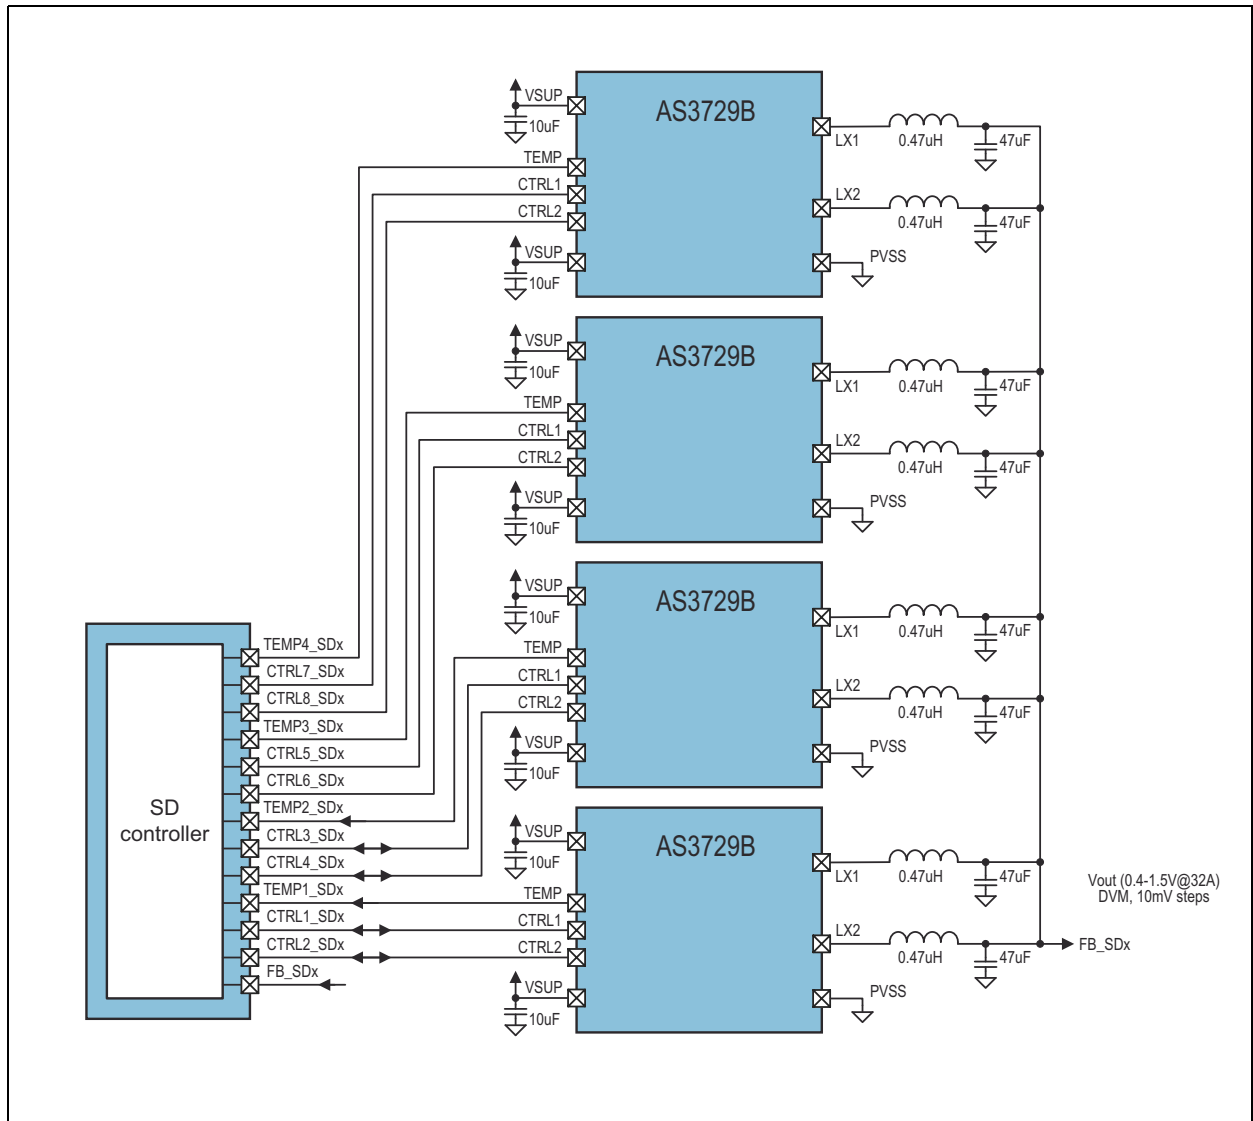 VSUP
10uF
TEMP
CTRL1
CTRL2
VSUP
10uF
AS3729B
LX1
0.47uH
47uF
LX2
0.47uH
47uF
PVSS
VSUP
10uF
TEMP
CTRL1
CTRL2
VSUP
10uF
AS3729B
LX1
0.47uH
47uF
LX2
0.47uH
47uF
PVSS
VSUP
10uF
TEMP
CTRL1
CTRL2
VSUP
10uF
AS3729B
LX1
0.47uH
47uF
LX2
0.47uH
47uF
PVSS
VSUP
10uF
TEMP
CTRL1
CTRL2
VSUP
10uF
AS3729B
LX1
0.47uH
47uF
LX2
0.47uH
47uF
PVSS
SD
controller
TEMP4_SDx
CTRL7_SDx
CTRL8_SDx
TEMP3_SDx
CTRL5_SDx
CTRL6_SDx
TEMP2_SDx
CTRL3_SDx
CTRL4_SDx
TEMP1_SDx
CTRL1_SDx
CTRL2_SDx
FB_SDx
Vout (0.4-1.5V@32A)
DVM, 10mV steps
FB_SDx